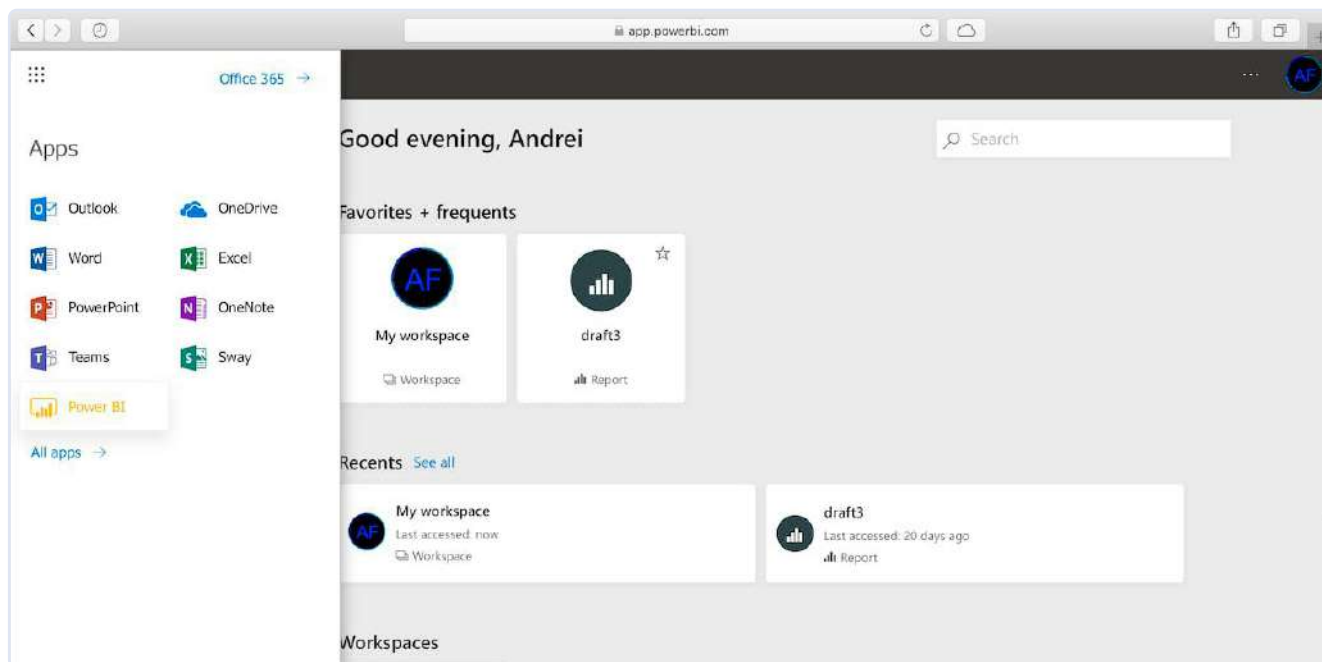 app.powerbi.com
Office 365 →
AF
Apps
Outlook
OneDrive
Word
Excel
PowerPoint
OneNote
Teams
Sway
Power BI
All apps →
Good evening, Andrei
Search
Favorites + frequents
AF
My workspace
Workspace
draft3
Report
Recents See all
AF
My workspace
Last accessed: now
Workspace
draft3
Last accessed: 20 days ago
Report
Workspaces